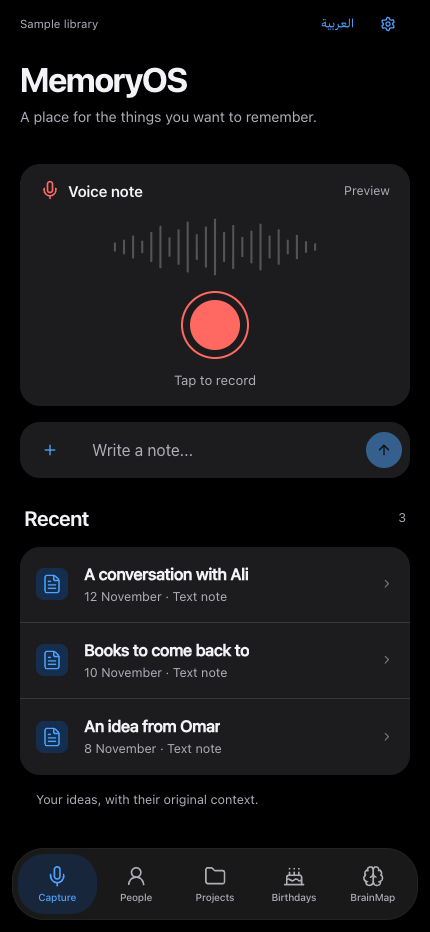 Sample library
العربية
MemoryOS
A place for the things you want to remember.
Voice note
Preview
Tap to record
Write a note...
Recent
3
A conversation with Ali
12 November · Text note
Books to come back to
10 November · Text note
An idea from Omar
8 November · Text note
Your ideas, with their original context.
Capture
People
Projects
Birthdays
BrainMap